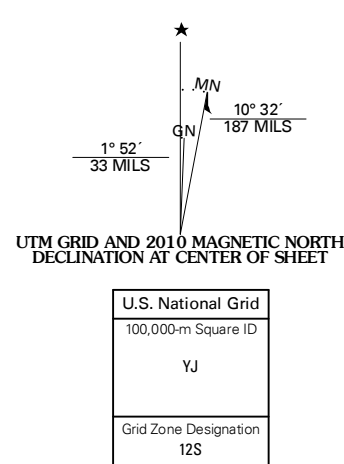 ★
MN
10° 32´
187 MILS
GN
1° 52´
33 MILS
UTM GRID AND 2010 MAGNETIC NORTH
DECLINATION AT CENTER OF SHEET
U.S. National Grid
100,000-m Square ID
YJ
Grid Zone Designation
12S